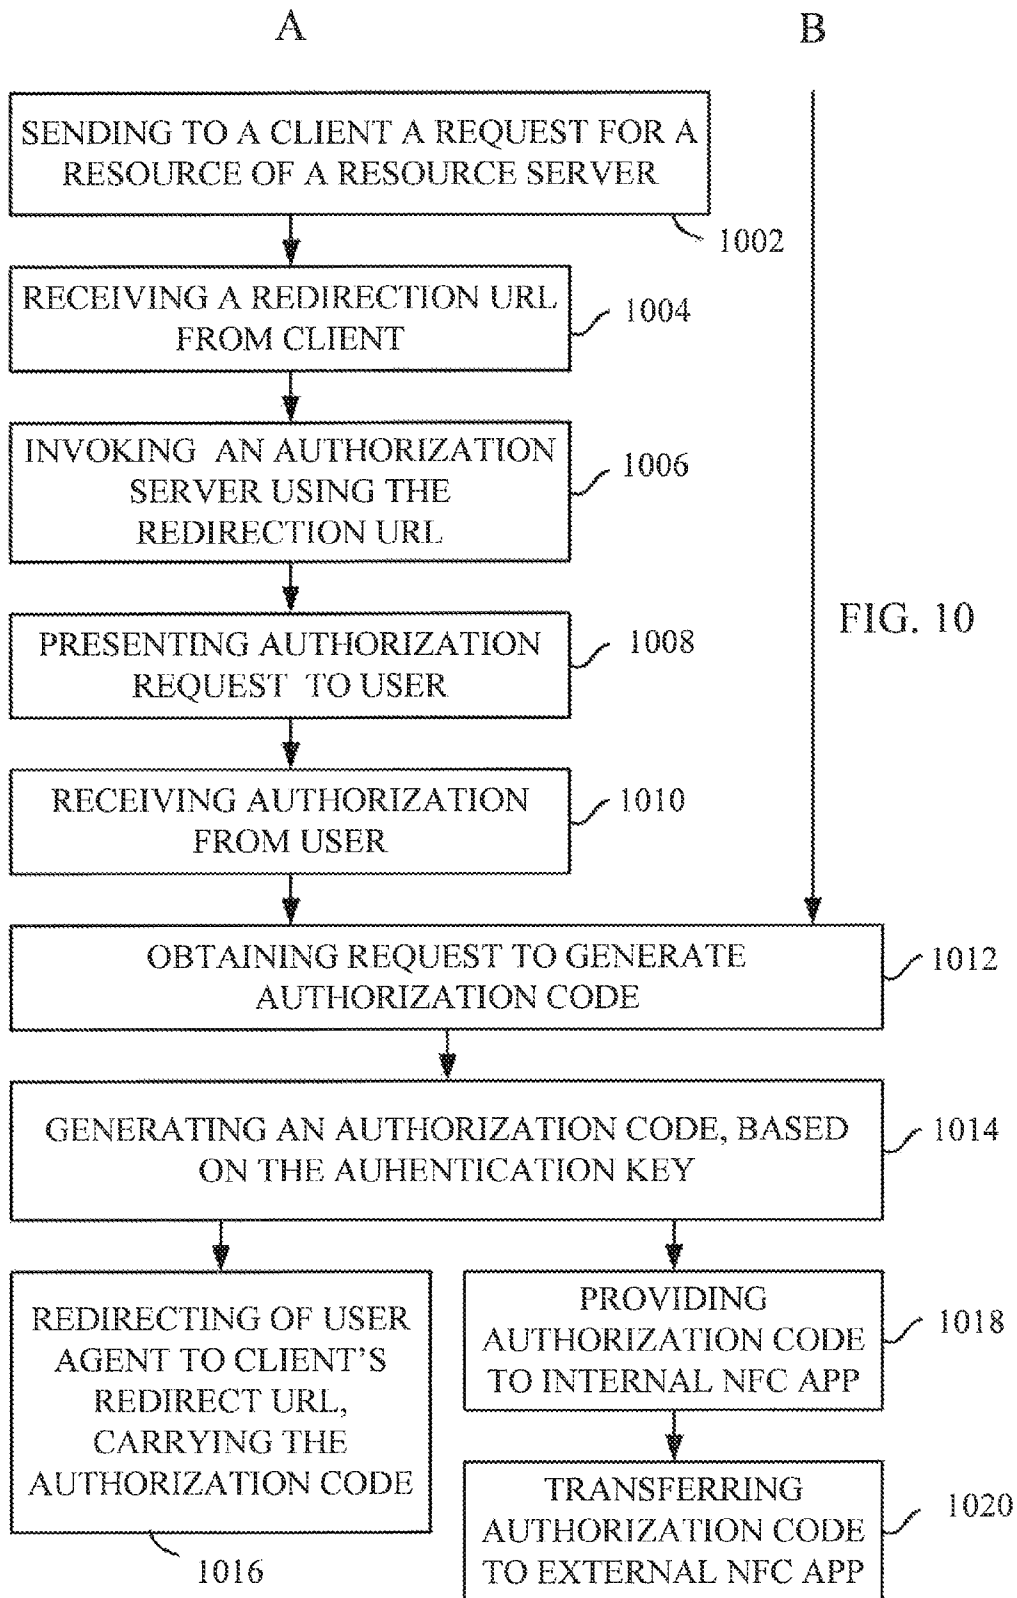 A
B
SENDING TO A CLIENT A REQUEST FOR A
RESOURCE OF A RESOURCE SERVER
1002
RECEIVING A REDIRECTION URL
FROM CLIENT
1004
INVOKING AN AUTHORIZATION
SERVER USING THE
REDIRECTION URL
1006
PRESENTING AUTHORIZATION
REQUEST TO USER
1008
FIG. 10
RECEIVING AUTHORIZATION
FROM USER
1010
OBTAINING REQUEST TO GENERATE
AUTHORIZATION CODE
1012
GENERATING AN AUTHORIZATION CODE, BASED
ON THE AUHENTICATION KEY
1014
REDIRECTING OF USER
AGENT TO CLIENT'S
REDIRECT URL,
CARRYING THE
AUTHORIZATION CODE
1016
PROVIDING
AUTHORIZATION CODE
TO INTERNAL NFC APP
1018
TRANSFERRING
AUTHORIZATION CODE
TO EXTERNAL NFC APP
1020